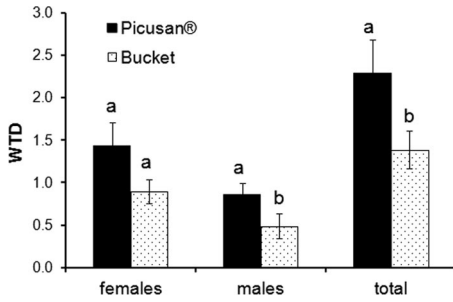 3.0
2.5
2.0
1.5
1.0
0.5
0.0
WTD
Picusan®
Bucket
a
a
a
b
a
b
females
males
total